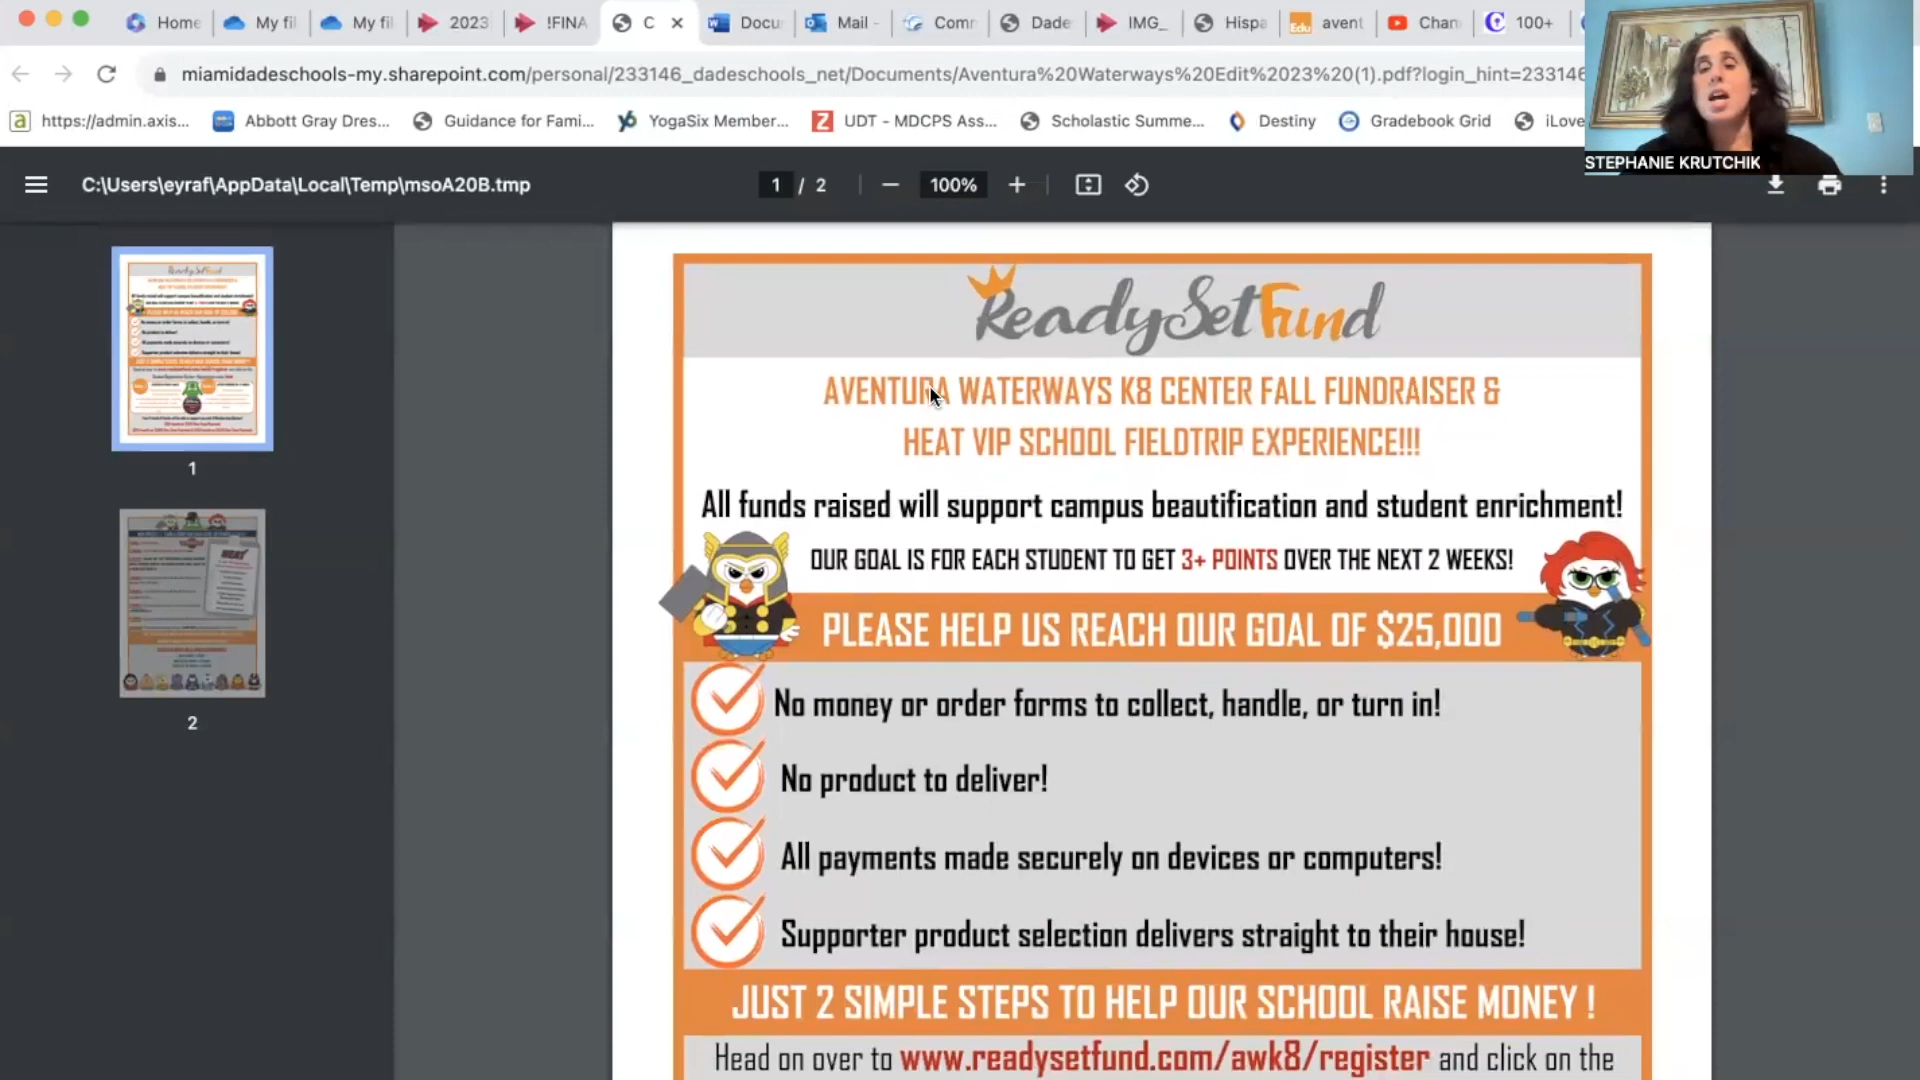 Home
My fil
My fil
2023
!FINA
C
Docu
Mail -
Comr
Dade
IMG_
Hispa
avent
Chan
100+
miamidadeschools-my.sharepoint.com/personal/233146_dadeschools_net/Documents/Aventura%20Waterways%20Edit%2023%20(1).pdf?login_hint=233146
https://admin.axis...
Abbott Gray Dres...
Guidance for Fami...
YogaSix Member...
UDT - MDCPS Ass...
Scholastic Summe...
Destiny
Gradebook Grid
iLove
STEPHANIE KRUTCHIK
C:\Users\eyraf\AppData\Local\Temp\msoA20B.tmp
1 / 2
100%
1
2
ReadySetFund
AVENTURA WATERWAYS K8 CENTER FALL FUNDRAISER &
HEAT VIP SCHOOL FIELDTRIP EXPERIENCE!!!
All funds raised will support campus beautification and student enrichment!
OUR GOAL IS FOR EACH STUDENT TO GET 3+ POINTS OVER THE NEXT 2 WEEKS!
PLEASE HELP US REACH OUR GOAL OF $25,000
No money or order forms to collect, handle, or turn in!
No product to deliver!
All payments made securely on devices or computers!
Supporter product selection delivers straight to their house!
JUST 2 SIMPLE STEPS TO HELP OUR SCHOOL RAISE MONEY !
Head on over to www.readysetfund.com/awk8/register and click on the